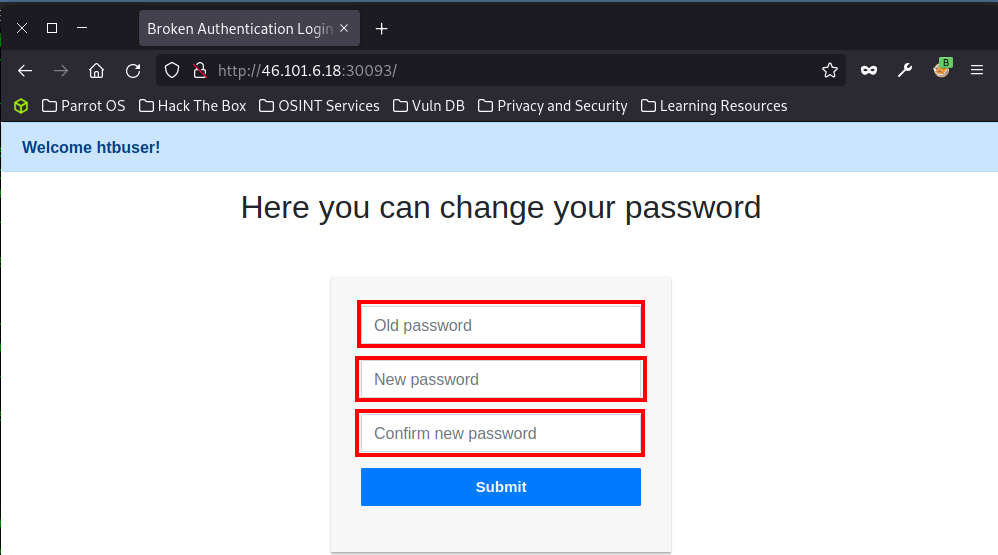 Broken Authentication Login
http://46.101.6.18:30093/
B
Parrot OS Hack The Box OSINT Services Vuln DB Privacy and Security Learning Resources
Welcome htbuser!
Here you can change your password
Old password
New password
Confirm new password
Submit